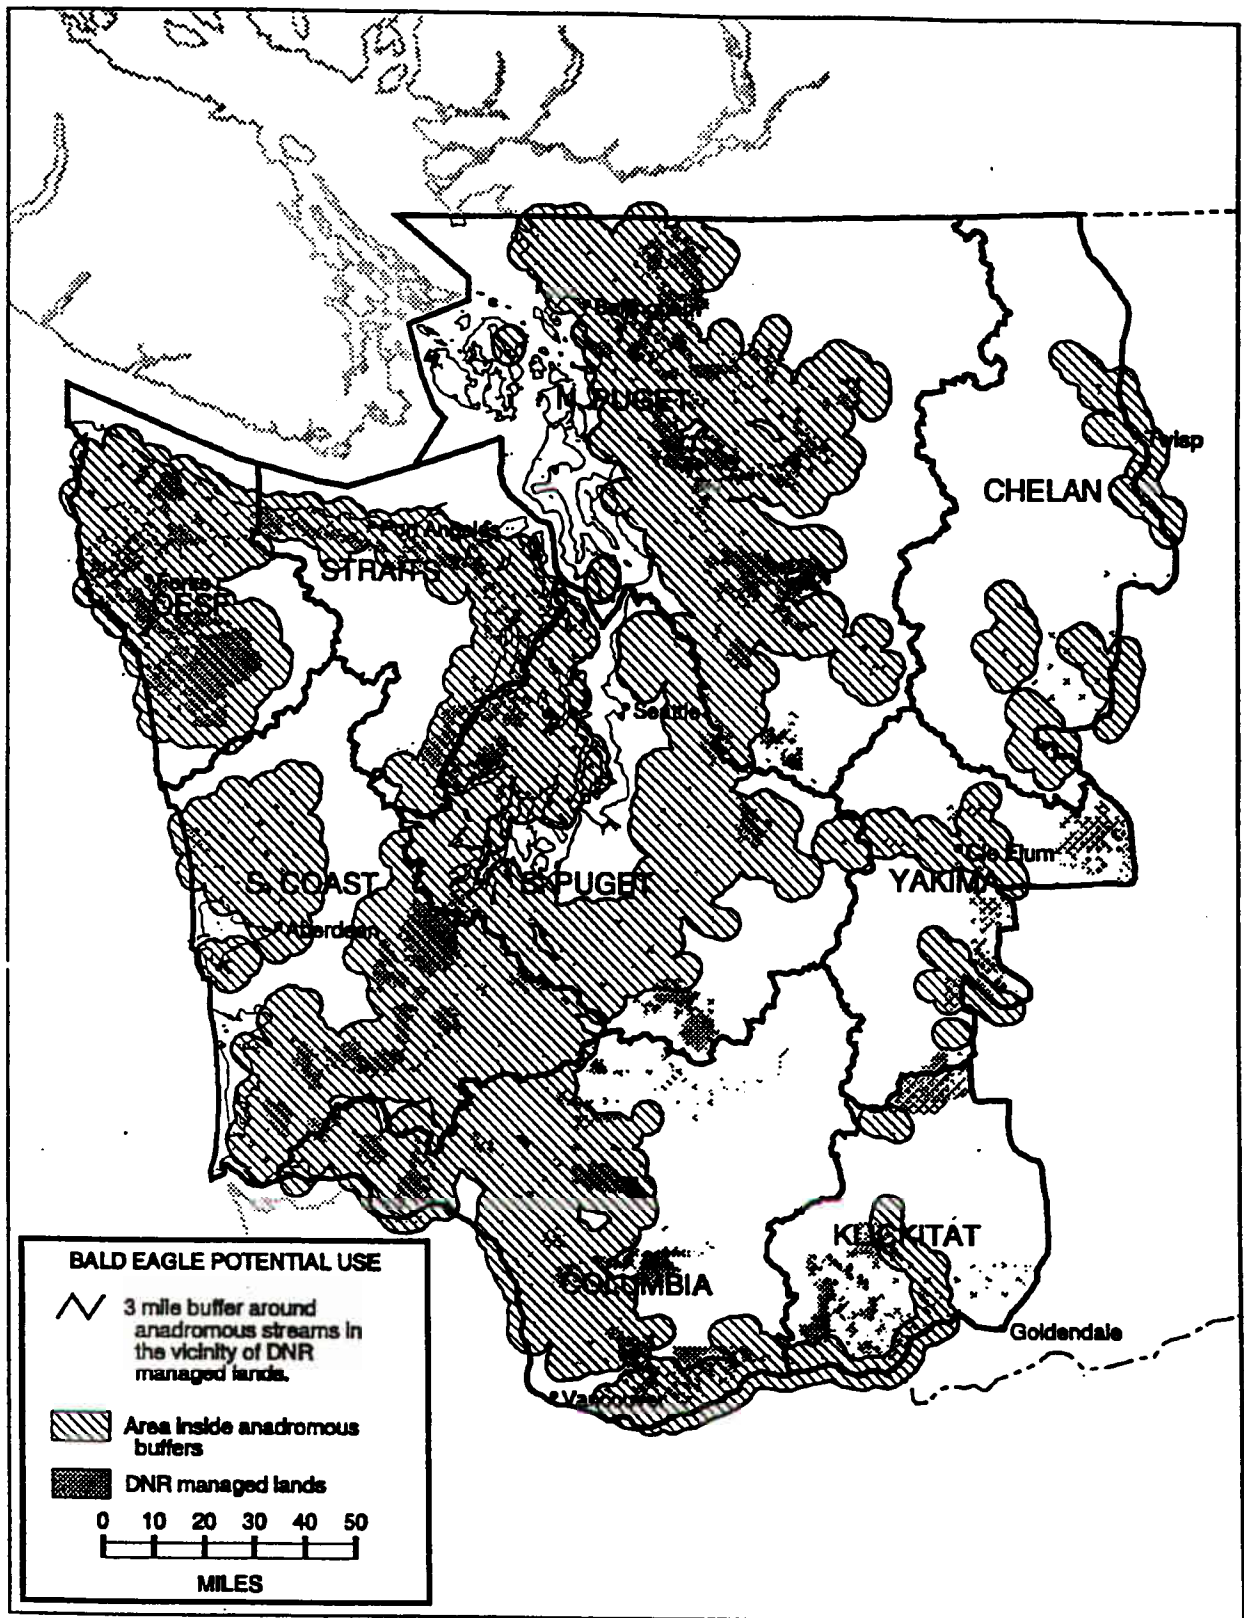 Bellingham
N. PUGET
Twisp
CHELAN
Port Angeles
STRAITS
Forks
OESF
Seattle
Cle Elum
S. COAST
S. PUGET
YAKIMA
Aberdeen
KLICKITAT
COLUMBIA
Goldendale
Vancouver
BALD EAGLE POTENTIAL USE
3 mile buffer around
anadromous streams in
the vicinity of DNR
managed lands.
Area inside anadromous
buffers
DNR managed lands
0 10 20 30 40 50
MILES